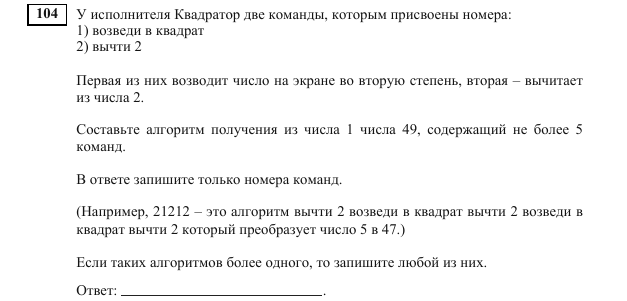 104 У исполнителя Квадратор две команды, которым присвоены номера:
1) возведи в квадрат
2) вычти 2
Первая из них возводит число на экране во вторую степень, вторая – вычитает
из числа 2.
Составьте алгоритм получения из числа 1 числа 49, содержащий не более 5
команд.
В ответе запишите только номера команд.
(Например, 21212 – это алгоритм вычти 2 возведи в квадрат вычти 2 возведи в
квадрат вычти 2 который преобразует число 5 в 47.)
Если таких алгоритмов более одного, то запишите любой из них.
Ответ: .